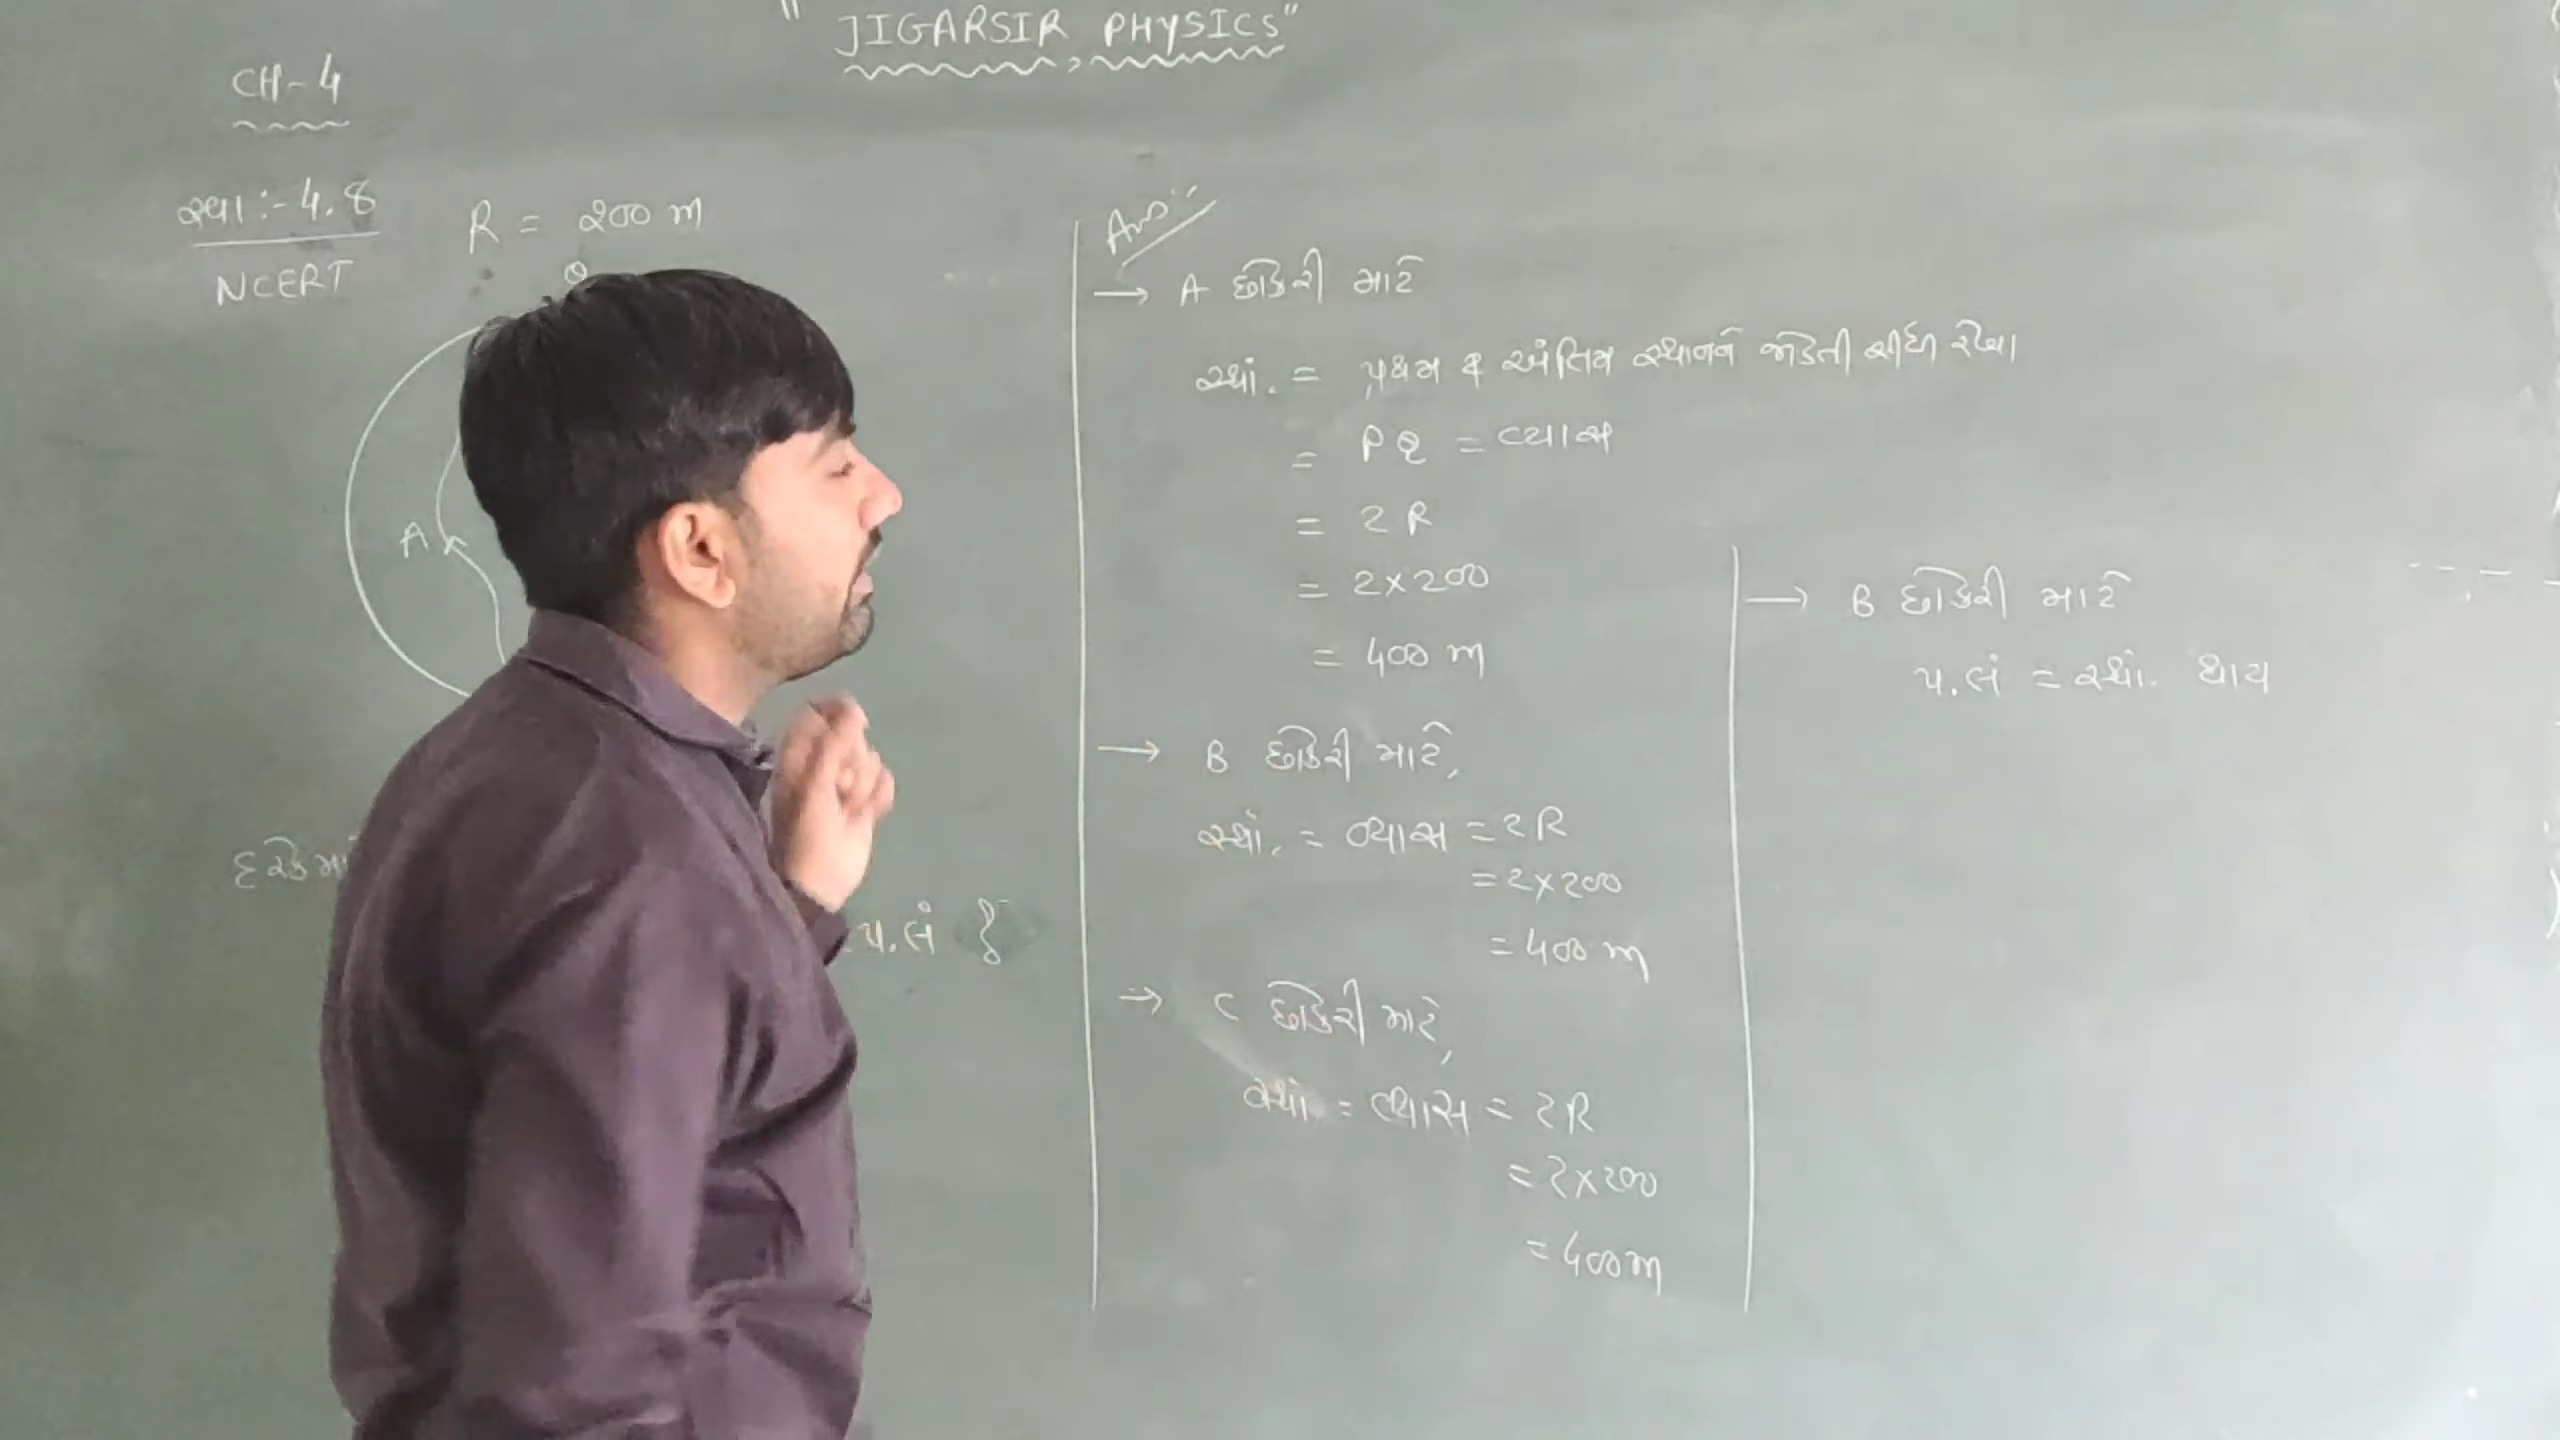 " JIGARSIR PHYSICS"
CH-4
સ્વા :- 4.8
NCERT
R = 200 m
Q
A
દરેક મા
પ.લં
Ans :-
→ A છોકરી માટે
સ્થાં. = પ્રથમ & અંતિમ સ્થાનને જોડતી સીધી રેખા
= PQ = વ્યાસ
= 2R
= 2×200
= 400 m
→ B છોકરી માટે,
સ્થાં. = વ્યાસ = 2R
= 2×200
= 400 m
→ C છોકરી માટે,
સ્થાં. = વ્યાસ = 2R
= 2×200
= 400m
→ B છોકરી માટે
પ.લં = સ્થાં. થાય